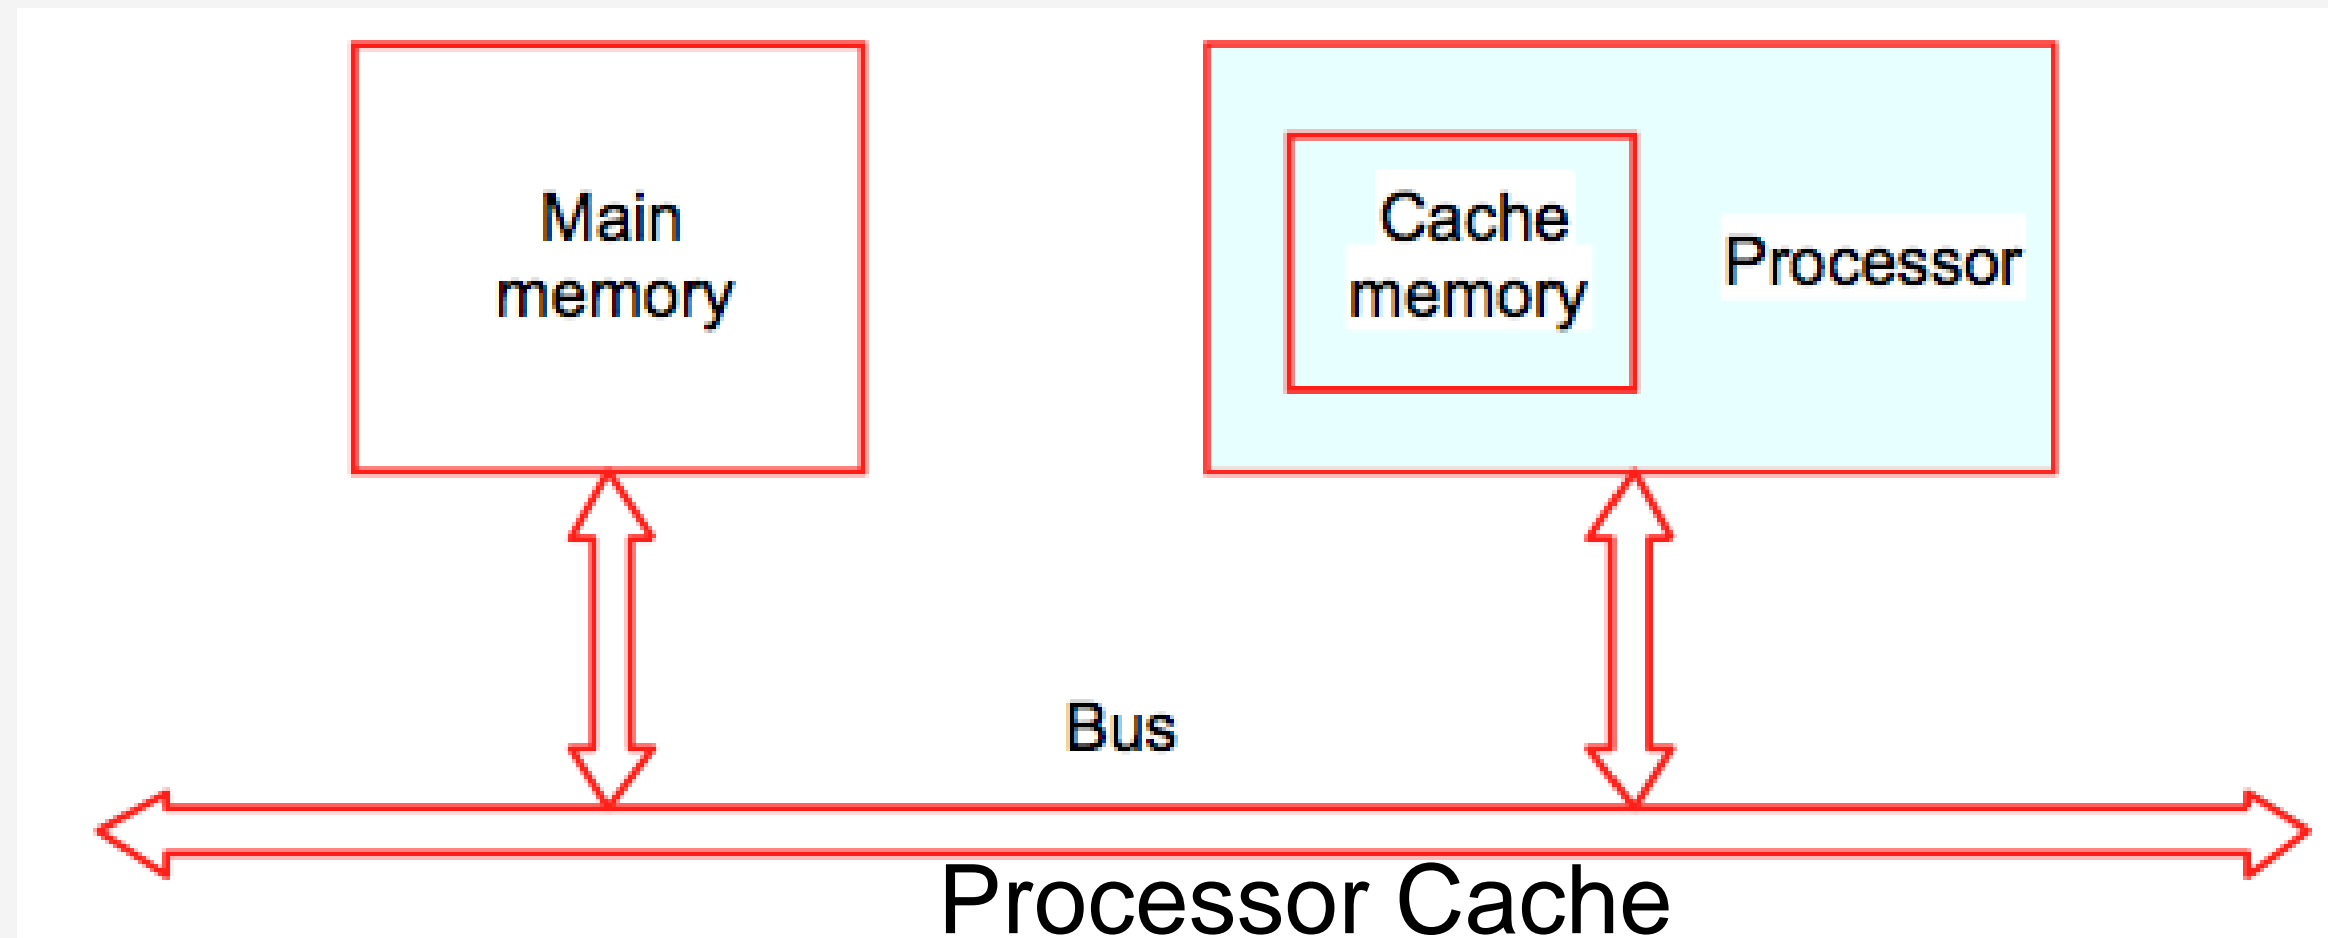 Main
memory
Cache
memory
Processor
Bus
Processor Cache